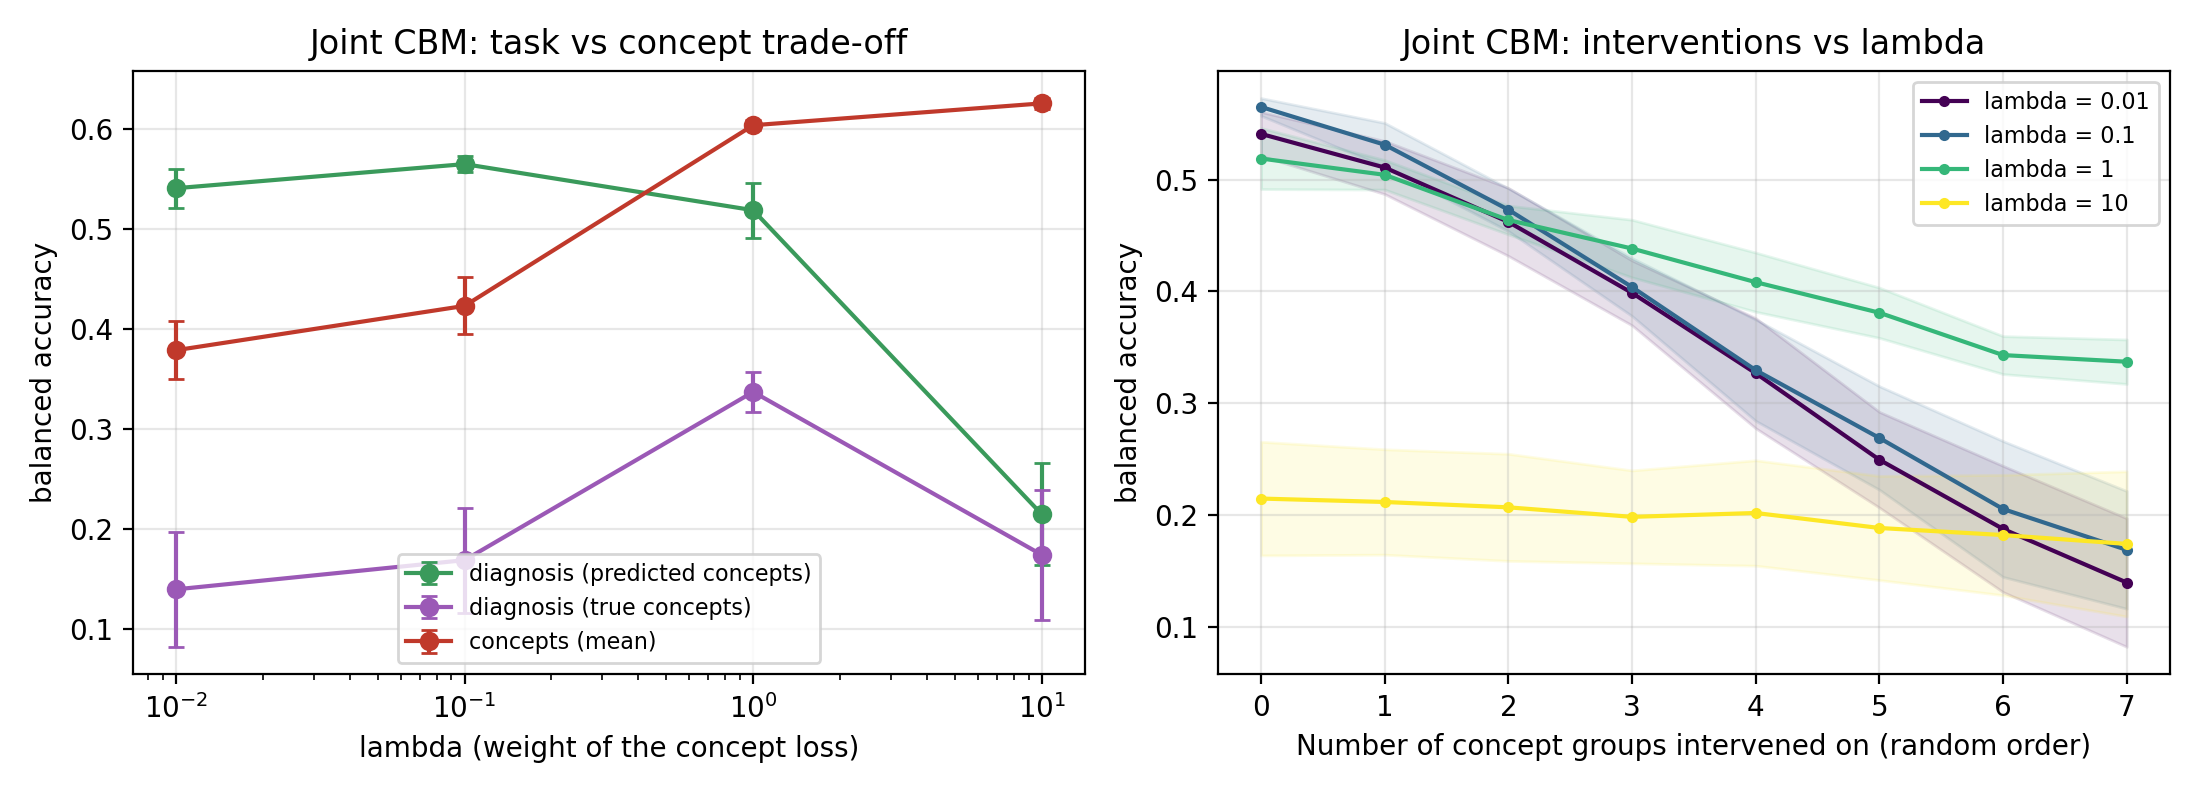 Joint CBM: task vs concept trade-off
balanced accuracy
0.6
0.5
0.4
0.3
0.2
0.1
diagnosis (predicted concepts)
diagnosis (true concepts)
concepts (mean)
10⁻² 10⁻¹ 10⁰ 10¹
lambda (weight of the concept loss)
Joint CBM: interventions vs lambda
balanced accuracy
0.5
0.4
0.3
0.2
0.1
lambda = 0.01
lambda = 0.1
lambda = 1
lambda = 10
0 1 2 3 4 5 6 7
Number of concept groups intervened on (random order)